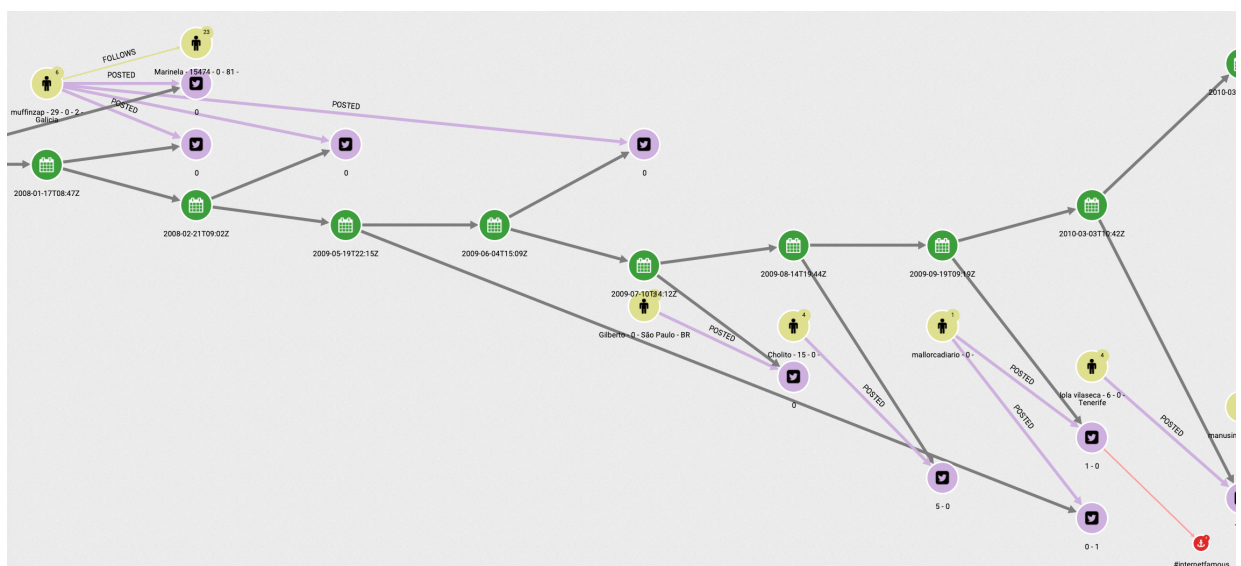 23
FOLLOWS
6
Marinela - 15474 - 0 - 81 -
POSTED
muffinzap - 29 - 0 - 2 -
Galicia
POSTED
0
POSTED
2010-03
0
0
0
2008-01-17T08:47Z
2008-02-21T09:02Z
2009-05-19T22:15Z
2009-06-04T15:09Z
2009-08-14T19:44Z
2009-09-19T09:19Z
2010-03-03T10:42Z
2009-07-10T14:12Z
Gilberto - 0 - São Paulo - BR
POSTED
4
Cholito - 15 - 0 -
1
mallorcadiario - 0 -
4
POSTED
lola vilaseca - 6 - 0 -
Tenerife
0
POSTED
POSTED
POSTED
manusin
1 - 0
5 - 0
0 - 1
#internetfamous